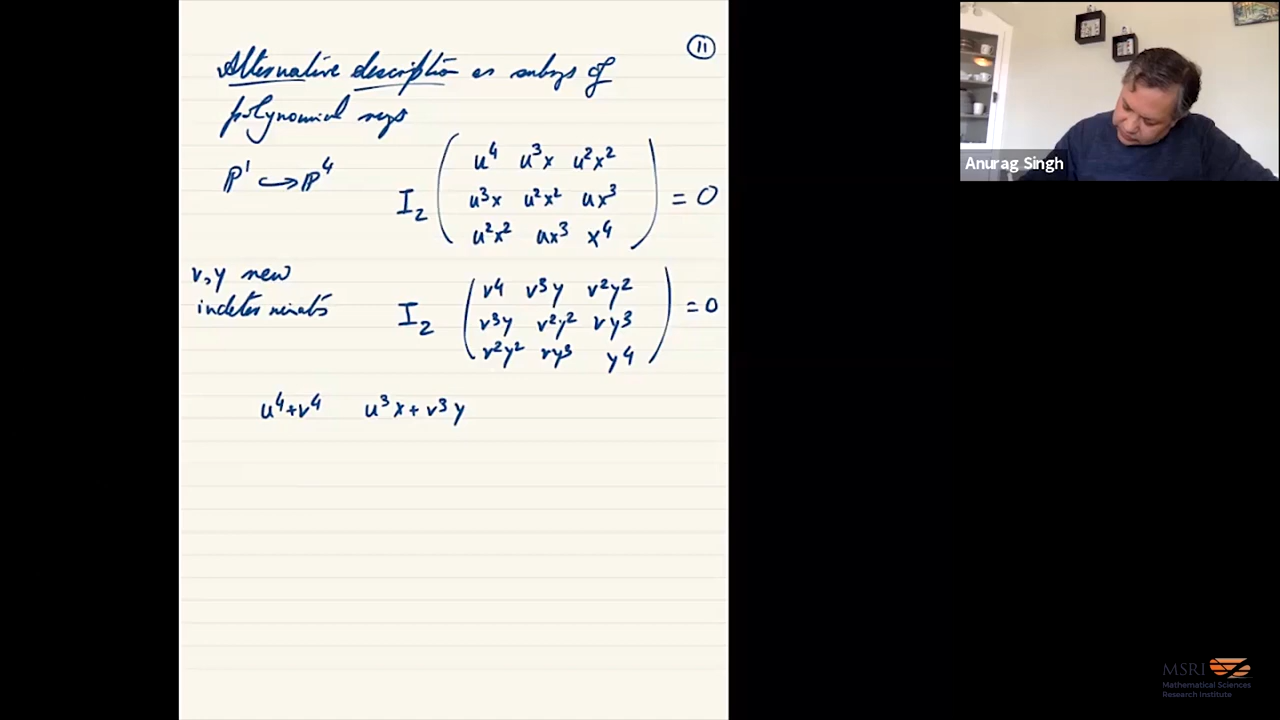 ⑪
Alternative description as subrings of
polynomial rings
ℙ¹ ↪ ℙ⁴
I₂ ( u⁴ u³x u²x²
u³x u²x² ux³
u²x² ux³ x⁴ ) = 0
v, y new
indeterminates
I₂ ( v⁴ v³y v²y²
v³y v²y² vy³
v²y² vy³ y⁴ ) = 0
u⁴+v⁴ u³x + v³y
Anurag Singh
MSRI
Mathematical Sciences
Research Institute